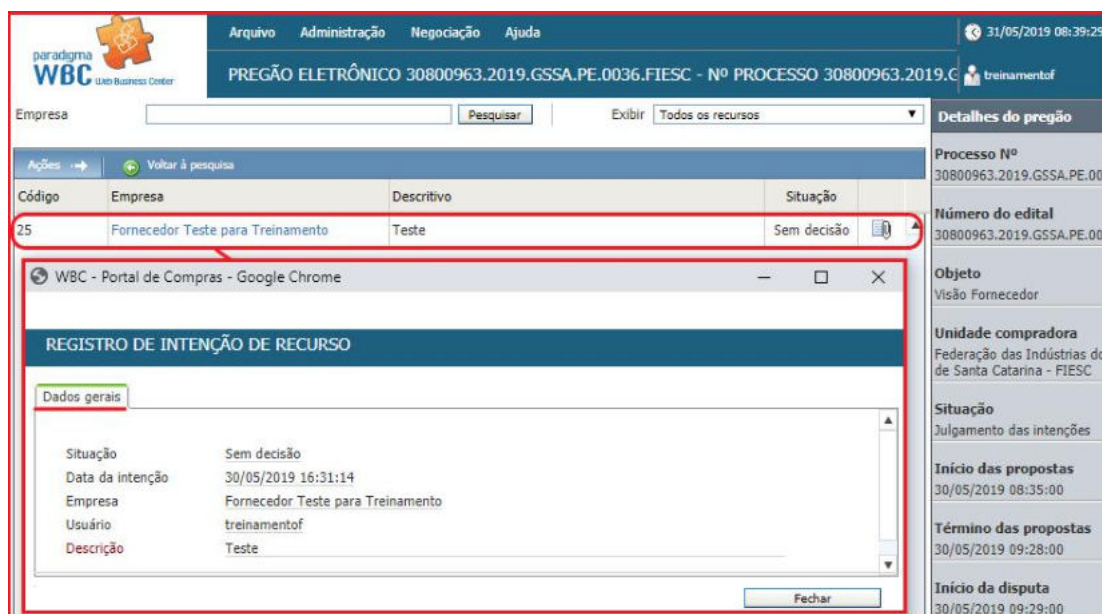 paradigma
WBC Web Business Center
Arquivo Administração Negociação Ajuda
31/05/2019 08:39:29
PREGÃO ELETRÔNICO 30800963.2019.GSSA.PE.0036.FIESC - Nº PROCESSO 30800963.2019.G
treinamentof
Empresa Pesquisar Exibir Todos os recursos
Ações Voltar à pesquisa
Código Empresa Descritivo Situação
25 Fornecedor Teste para Treinamento Teste Sem decisão
WBC - Portal de Compras - Google Chrome
REGISTRO DE INTENÇÃO DE RECURSO
Dados gerais
Situação Sem decisão
Data da intenção 30/05/2019 16:31:14
Empresa Fornecedor Teste para Treinamento
Usuário treinamentof
Descrição Teste
Fechar
Detalhes do pregão
Processo Nº
30800963.2019.GSSA.PE.00
Número do edital
30800963.2019.GSSA.PE.00
Objeto
Visão Fornecedor
Unidade compradora
Federação das Indústrias do
de Santa Catarina - FIESC
Situação
Julgamento das intenções
Início das propostas
30/05/2019 08:35:00
Término das propostas
30/05/2019 09:28:00
Início da disputa
30/05/2019 09:29:00